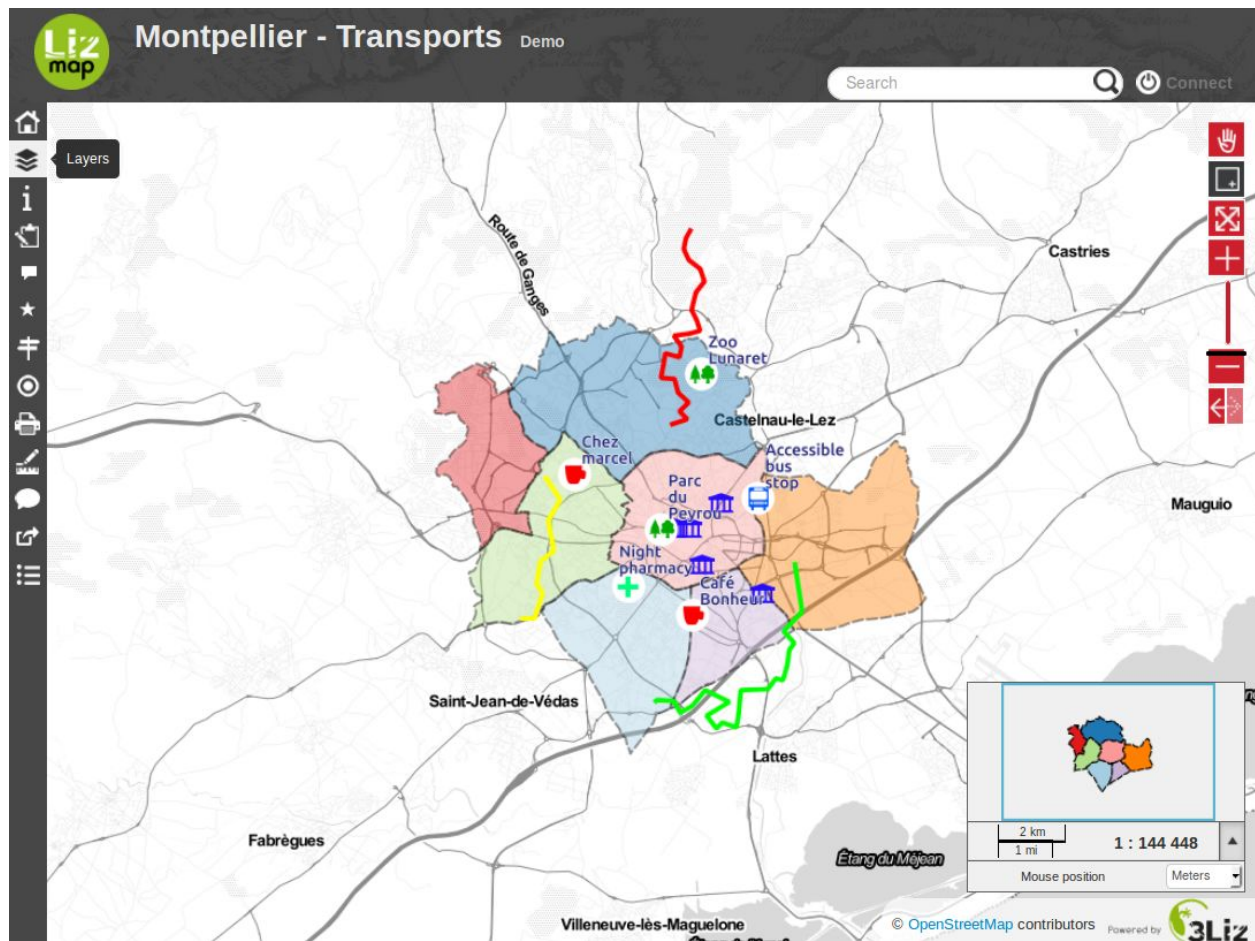 Liz
map
Montpellier - Transports Demo
Search
Connect
Layers
Route de Ganges
Castries
Zoo
Lunaret
Castelnau-le-Lez
Chez
marcel
Accessible
bus
stop
Parc
du
Peyrou
Mauguio
Night
pharmacy
Café
Bonheur
Saint-Jean-de-Védas
Lattes
Fabrègues
Étang du Méjean
2 km
1 mi
1 : 144 448
Mouse position
Meters
Villeneuve-lès-Maguelone
© OpenStreetMap contributors
Powered by
3Liz